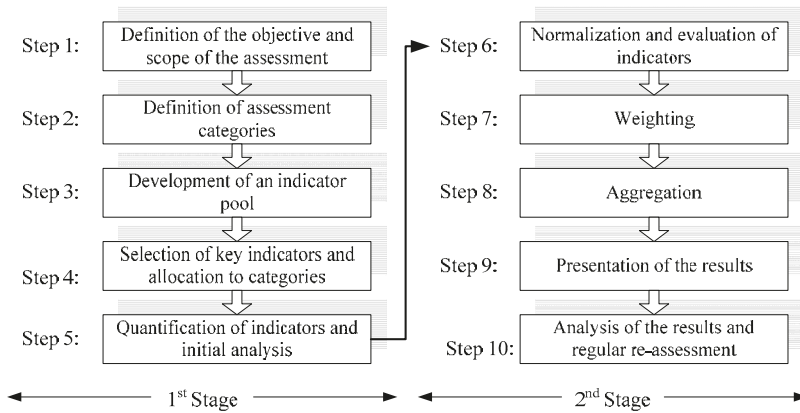 Step 1:
Definition of the objective and
scope of the assessment
Step 2:
Definition of assessment
categories
Step 3:
Development of an indicator
pool
Step 4:
Selection of key indicators and
allocation to categories
Step 5:
Quantification of indicators and
initial analysis
1st Stage
Step 6:
Normalization and evaluation of
indicators
Step 7:
Weighting
Step 8:
Aggregation
Step 9:
Presentation of the results
Step 10:
Analysis of the results and
regular re-assessment
2nd Stage